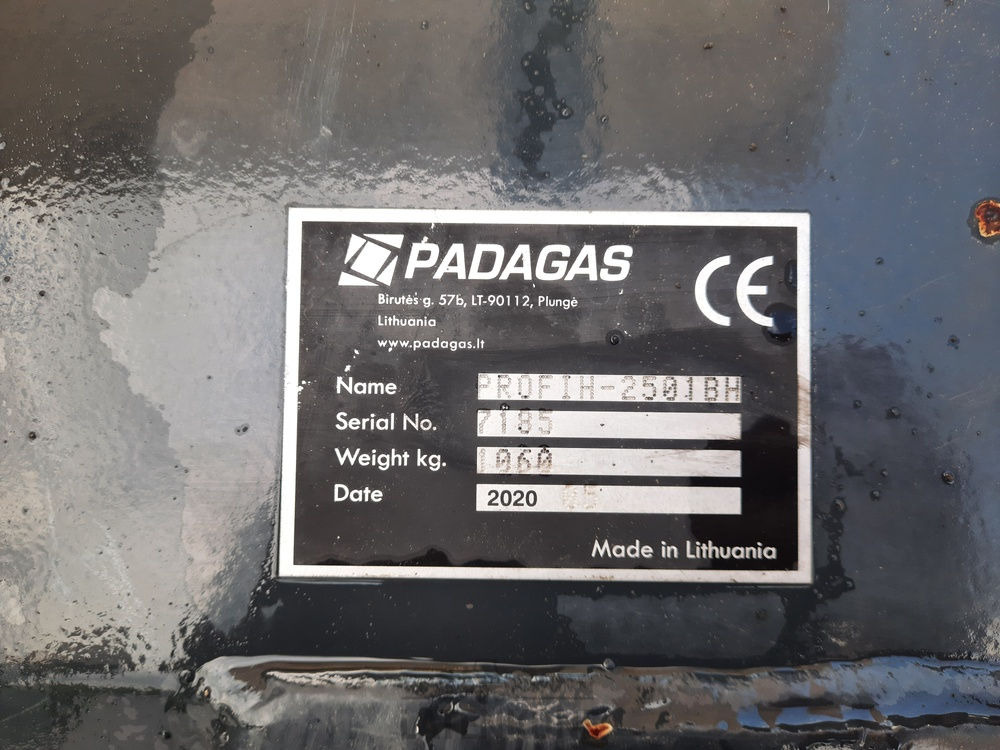 PADAGAS
Birutės g. 57b, LT-90112, Plungė
Lithuania
www.padagas.lt
CE
Name PROFIH-2501BH
Serial No. 7185
Weight kg. 1060
Date 2020 05
Made in Lithuania